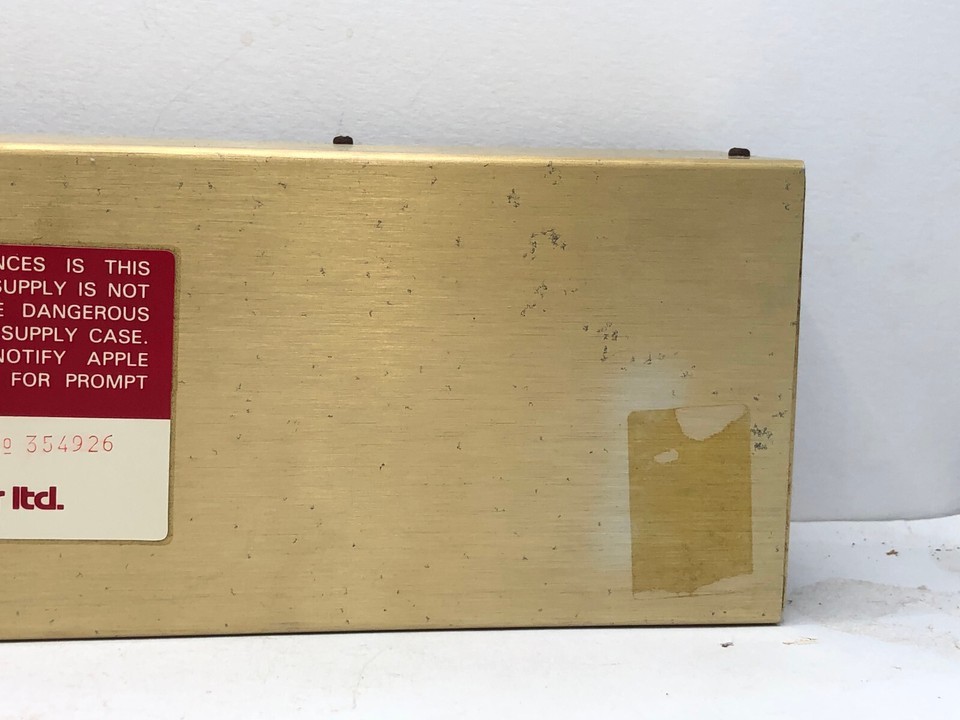 NCES IS THIS
SUPPLY IS NOT
E DANGEROUS
SUPPLY CASE.
NOTIFY APPLE
FOR PROMPT
º 354926
r ltd.